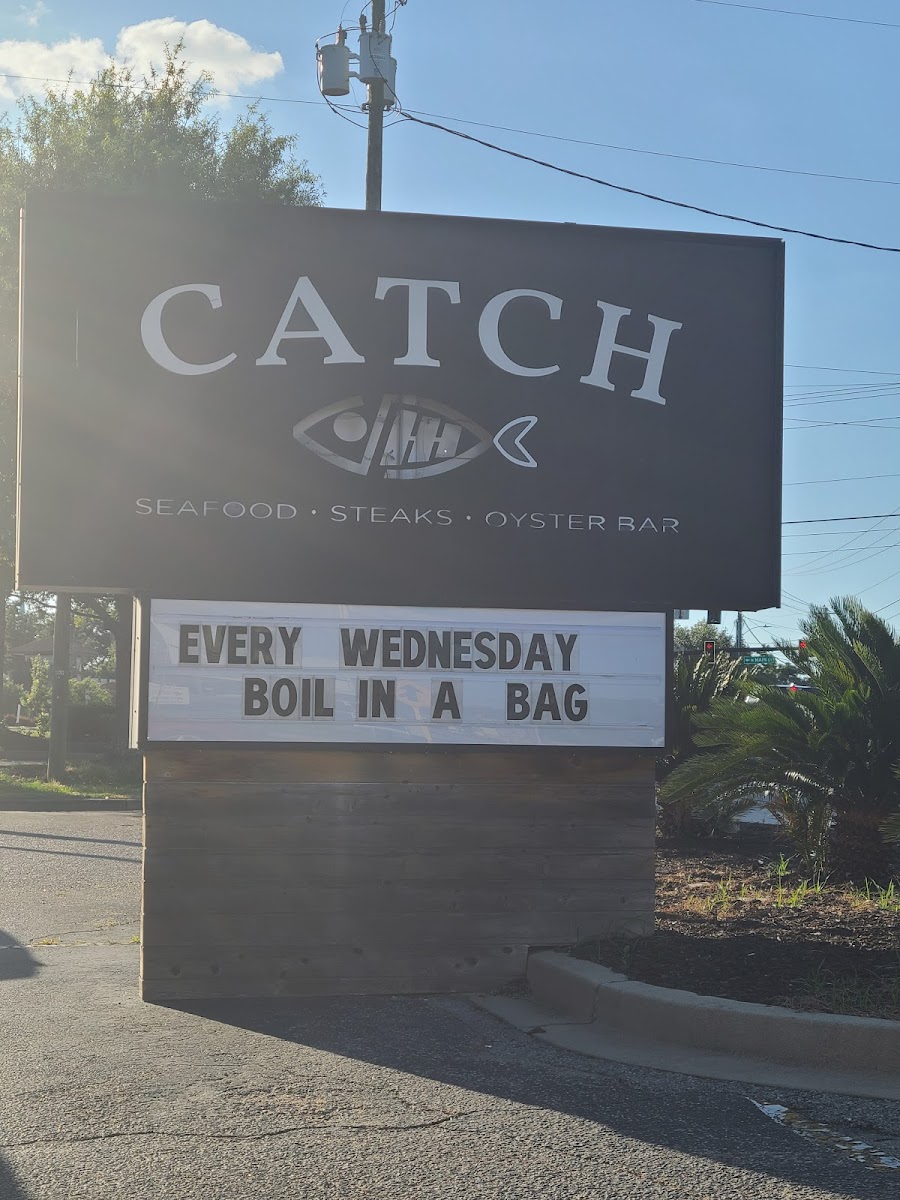 CATCH
SEAFOOD • STEAKS • OYSTER BAR
EVERY WEDNESDAY
BOIL IN A BAG